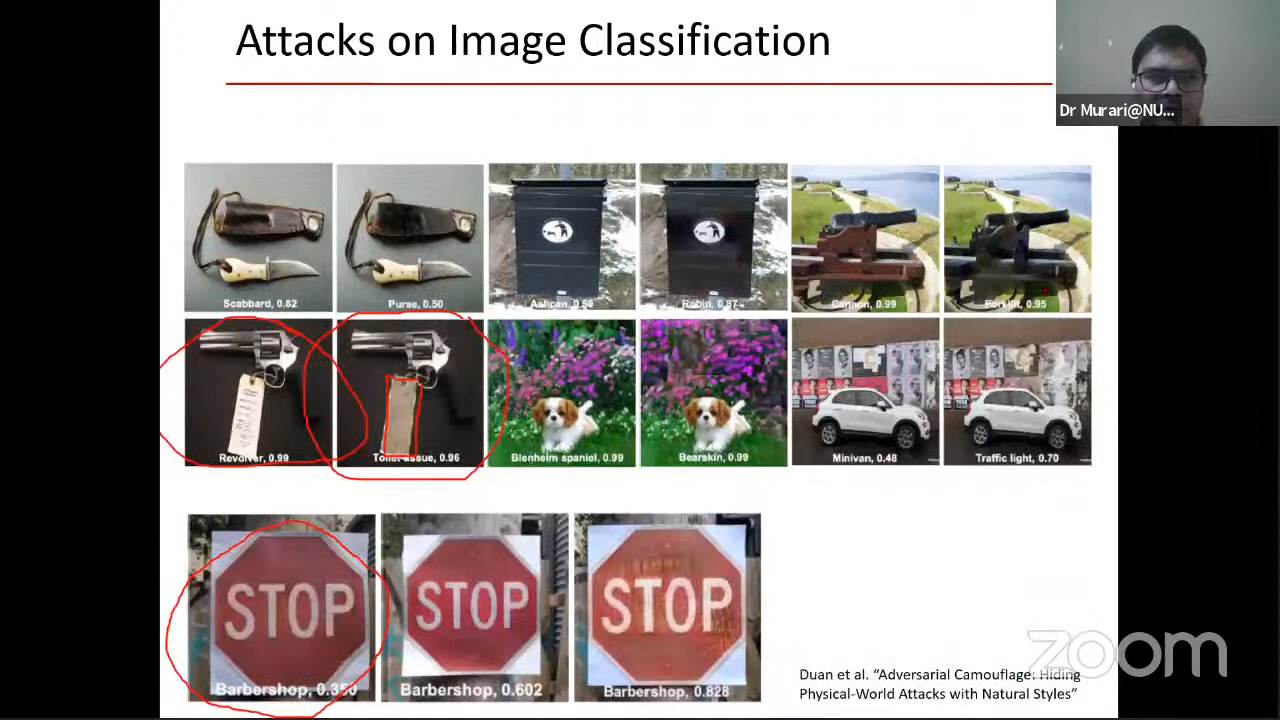 Attacks on Image Classification
Dr Murari@NU...
Scabbard, 0.82
Purse, 0.50
Ashcan, 0.59
Robin, 0.87
Cannon, 0.99
Forklift, 0.95
Revolver, 0.99
Toilet tissue, 0.96
Blenheim spaniel, 0.99
Bearskin, 0.99
Minivan, 0.48
Traffic light, 0.70
STOP
STOP
STOP
Barbershop, 0.350
Barbershop, 0.602
Barbershop, 0.828
zoom
Duan et al. “Adversarial Camouflage: Hiding
Physical-World Attacks with Natural Styles”